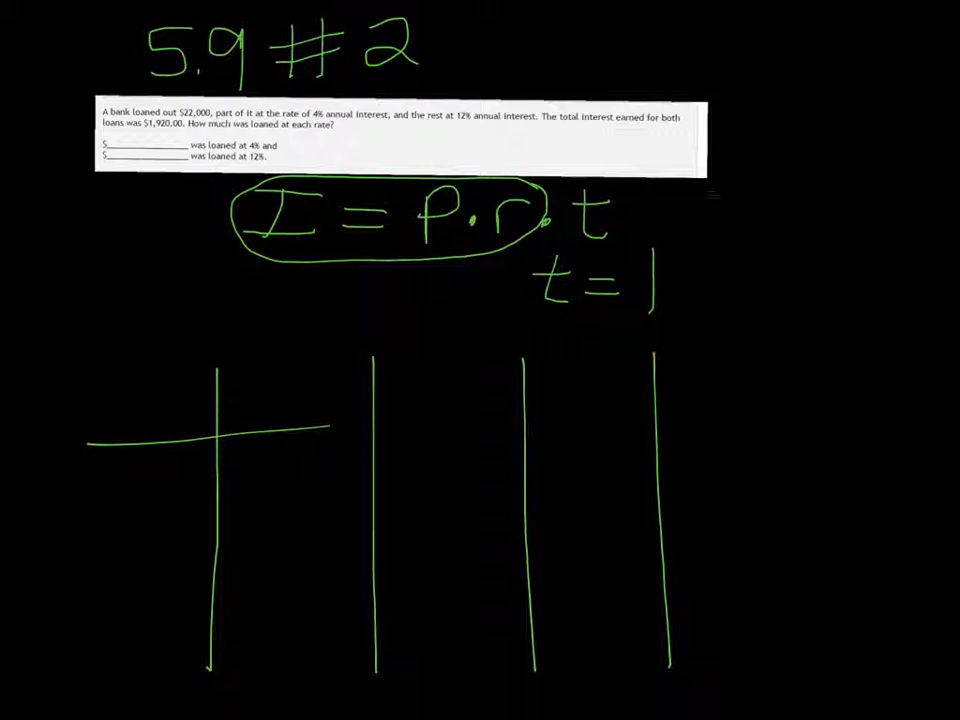 5.9 # 2
A bank loaned out $22,000, part of it at the rate of 4% annual interest, and the rest at 12% annual interest. The total interest earned for both
loans was $1,920.00. How much was loaned at each rate?
$______________ was loaned at 4% and
$______________ was loaned at 12%.
I = P · r · t
t = 1